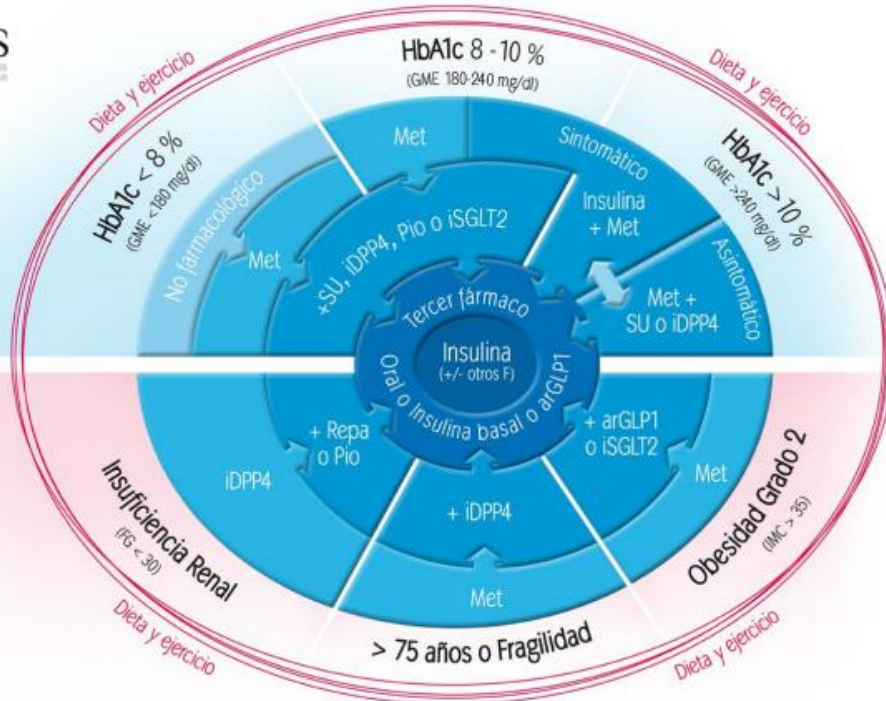 S
Dieta y ejercicio
HbA1c < 8 %
(GME <180 mg/dl)
No farmacológico
Met
HbA1c 8 - 10 %
(GME 180-240 mg/dl)
Met
+SU, iDPP4, Pio o iSGLT2
Dieta y ejercicio
HbA1c > 10 %
(GME >240 mg/dl)
Sintomático
Insulina
+ Met
Asintomático
Met +
SU o iDPP4
Tercer fármaco
Oral o Insulina basal o arGLP1
Insulina
(+/- otros F)
Insuficiencia Renal
(FG < 30)
iDPP4
+ Repa
o Pio
Dieta y ejercicio
> 75 años o Fragilidad
Met
+ iDPP4
Obesidad Grado 2
(IMC > 35)
Met
+ arGLP1
o iSGLT2
Dieta y ejercicio